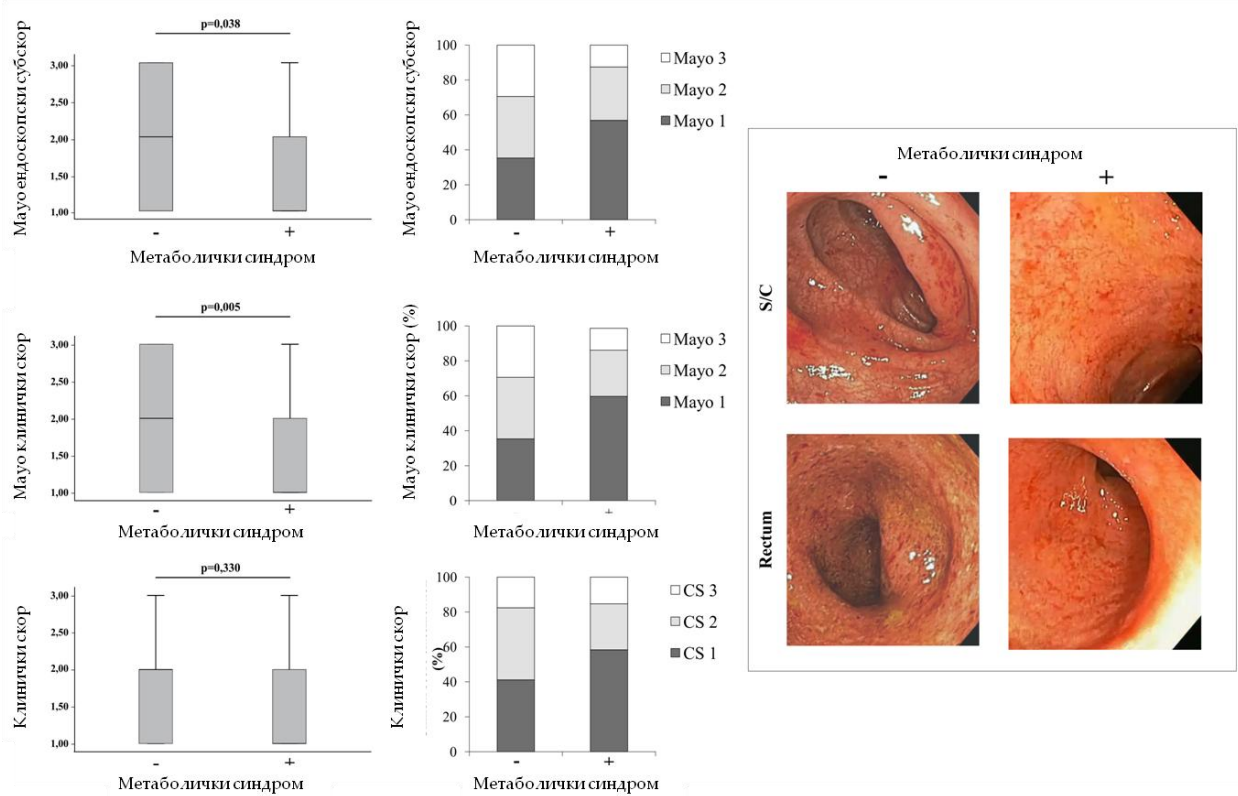 p=0,038
Мауо ендоскопски субскор
3,00
2,00
1,50
1,00
- +
Метаболички синдром
Мауо ендоскопски субскор
100
80
60
40
20
0
- +
Метаболички синдром
Mayo 3
Mayo 2
Mayo 1
p=0,005
Мауо клинички скор
3,00
2,50
2,00
1,50
1,00
- +
Метаболички синдром
Мауо клинички скор (%)
100
80
60
40
20
0
+
Метаболички синдром
Mayo 3
Mayo 2
Mayo 1
p=0,330
Клинички скор
3,00
2,50
2,00
1,50
1,00
- +
Метаболички синдром
Клинички скор
(%)
100
80
60
40
20
0
- +
Метаболички синдром
CS 3
CS 2
CS 1
Метаболички синдром
- +
S/C
Rectum